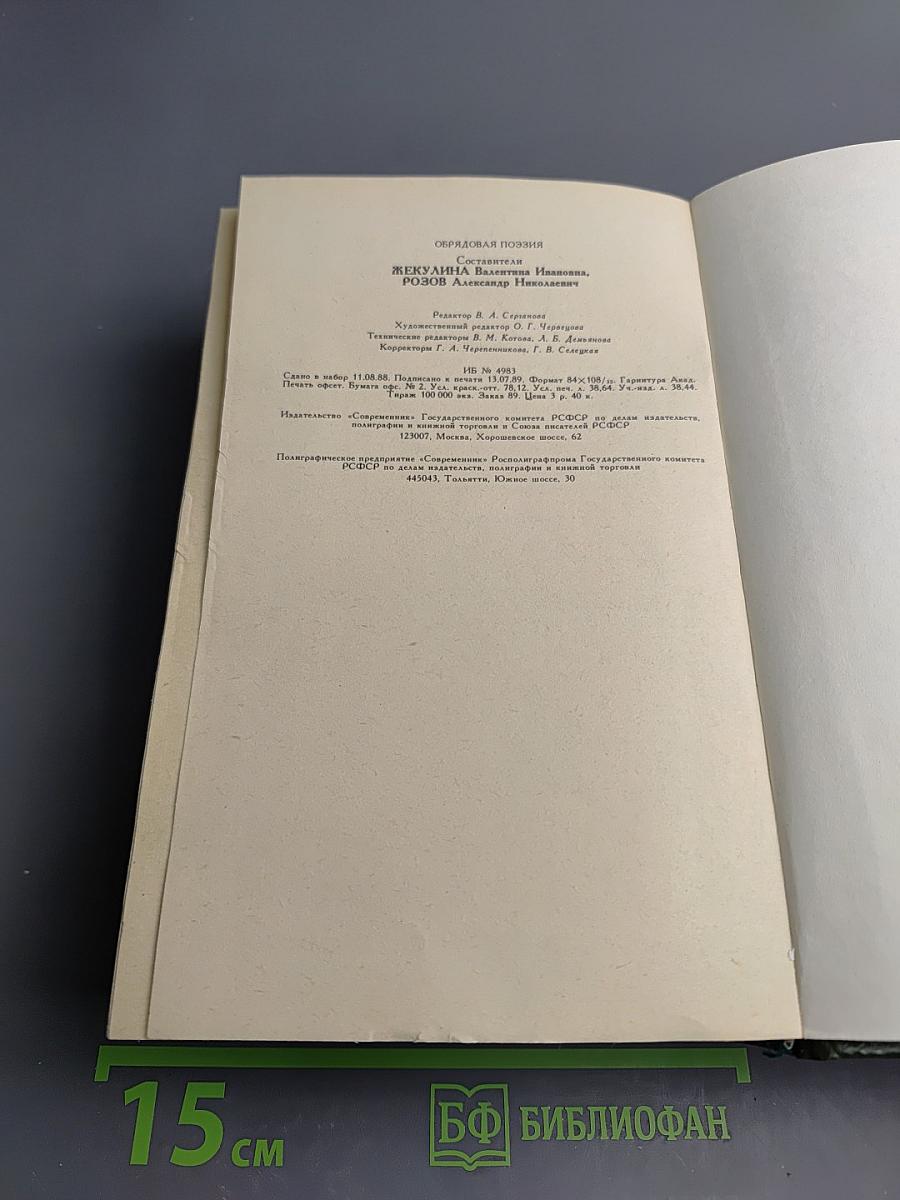 ОБРЯДОВАЯ ПОЭЗИЯ
Составители
ЖЕКУЛИНА Валентина Ивановна,
РОЗОВ Александр Николаевич
Редактор В. А. Серганова
Художественный редактор О. Г. Червецова
Технические редакторы В. М. Котова, Л. Б. Демьянова
Корректоры Г. А. Черепенникова, Г. В. Селецкая
ИБ № 4983
Сдано в набор 11.08.88. Подписано к печати 13.07.89. Формат 84×108/32. Гарнитура Акад.
Печать офсет. Бумага офс. № 2. Усл. краск.-отт. 78,12. Усл. печ. л. 38,64. Уч.-изд. л. 38,44.
Тираж 100 000 экз. Заказ 89. Цена 3 р. 40 к.
Издательство «Современник» Государственного комитета РСФСР по делам издательств,
полиграфии и книжной торговли и Союза писателей РСФСР
123007, Москва, Хорошевское шоссе, 62
Полиграфическое предприятие «Современник» Росполиграфпрома Государственного комитета
РСФСР по делам издательств, полиграфии и книжной торговли
445043, Тольятти, Южное шоссе, 30
15 см
БФ БИБЛИОФАН